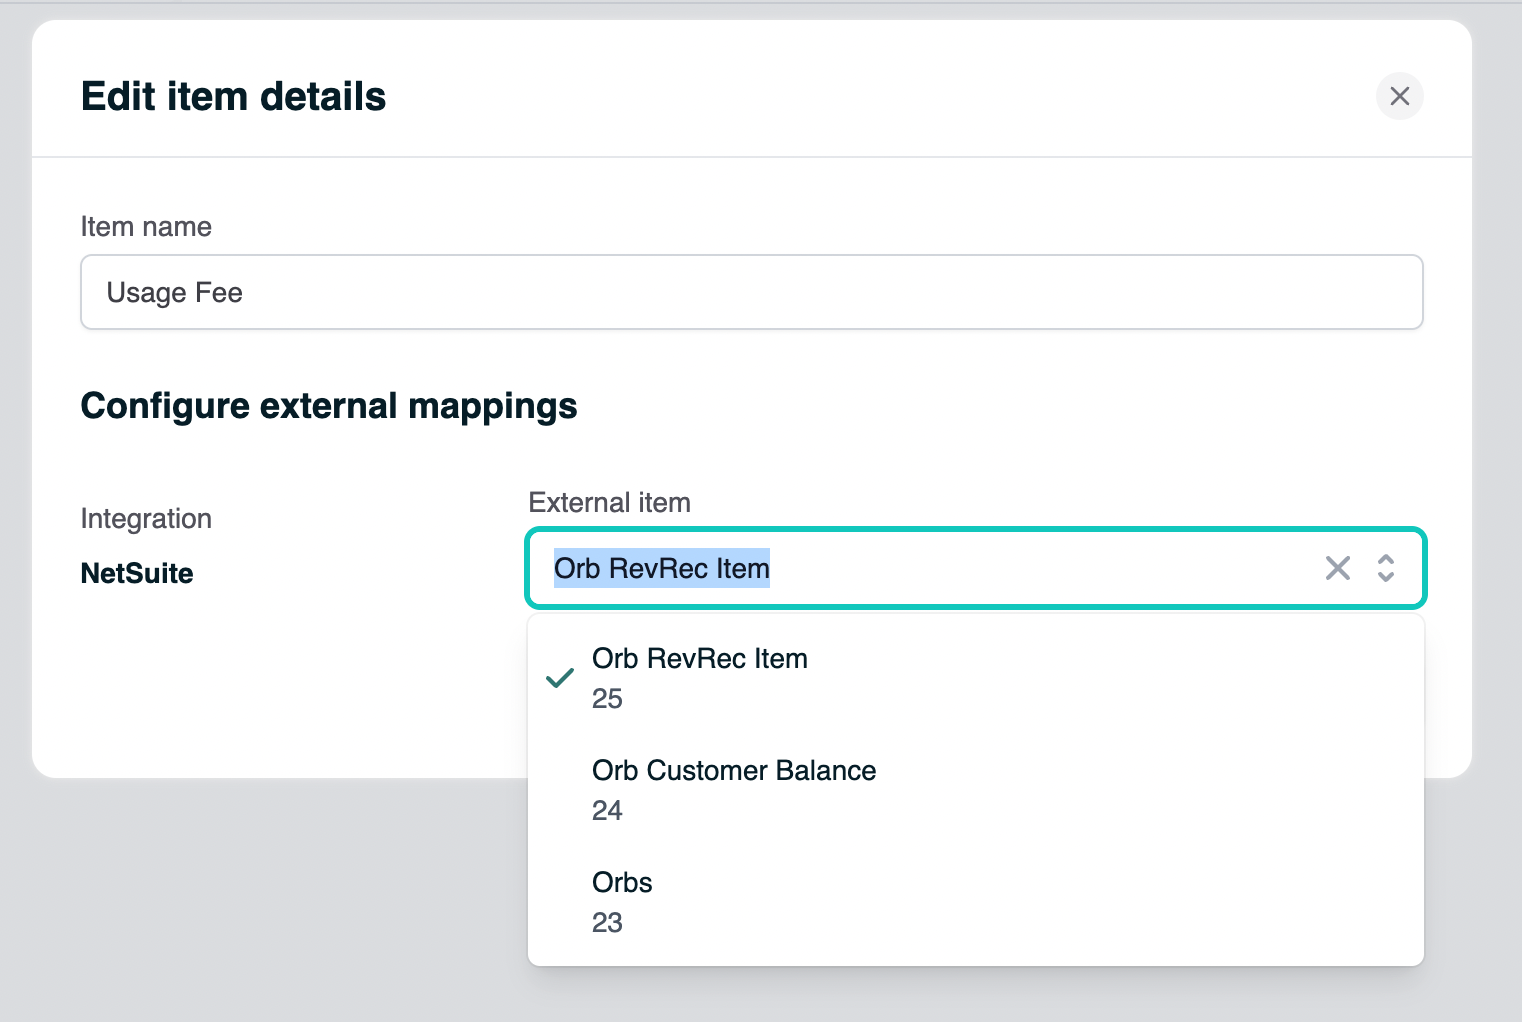 Edit item details
Item name
Usage Fee
Configure external mappings
Integration
External item
NetSuite
Orb RevRec Item
Orb RevRec Item
25
Orb Customer Balance
24
Orbs
23